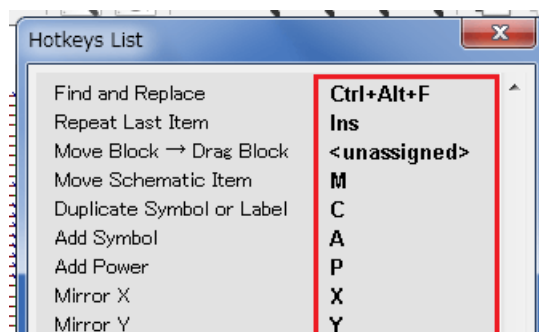 Hotkeys List
Find and Replace Ctrl+Alt+F
Repeat Last Item Ins
Move Block → Drag Block <unassigned>
Move Schematic Item M
Duplicate Symbol or Label C
Add Symbol A
Add Power P
Mirror X X
Mirror Y Y